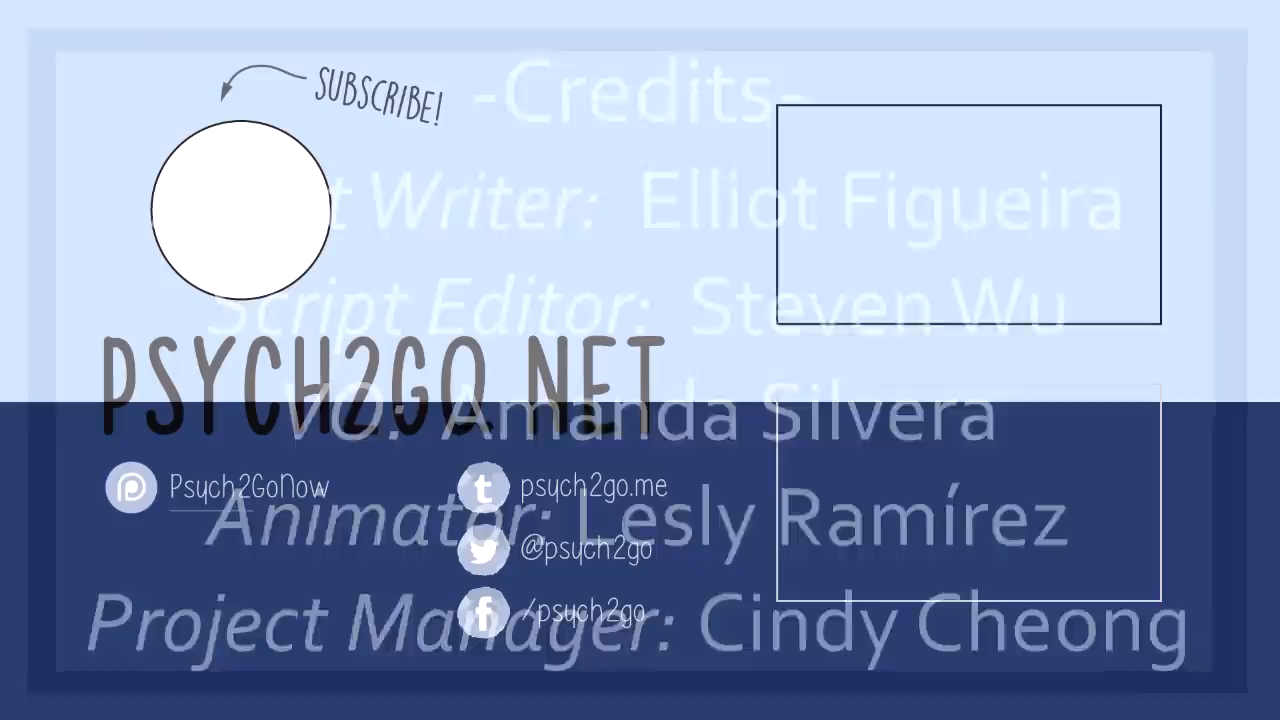 SUBSCRIBE!
-Credits-
t Writer: Elliot Figueira
Script Editor: Steven Wu
PSYCH2GO NET
VO: Amanda Silvera
Psych2GoNow
psych2go.me
Animator: Lesly Ramírez
@psych2go
/psych2go
Project Manager: Cindy Cheong